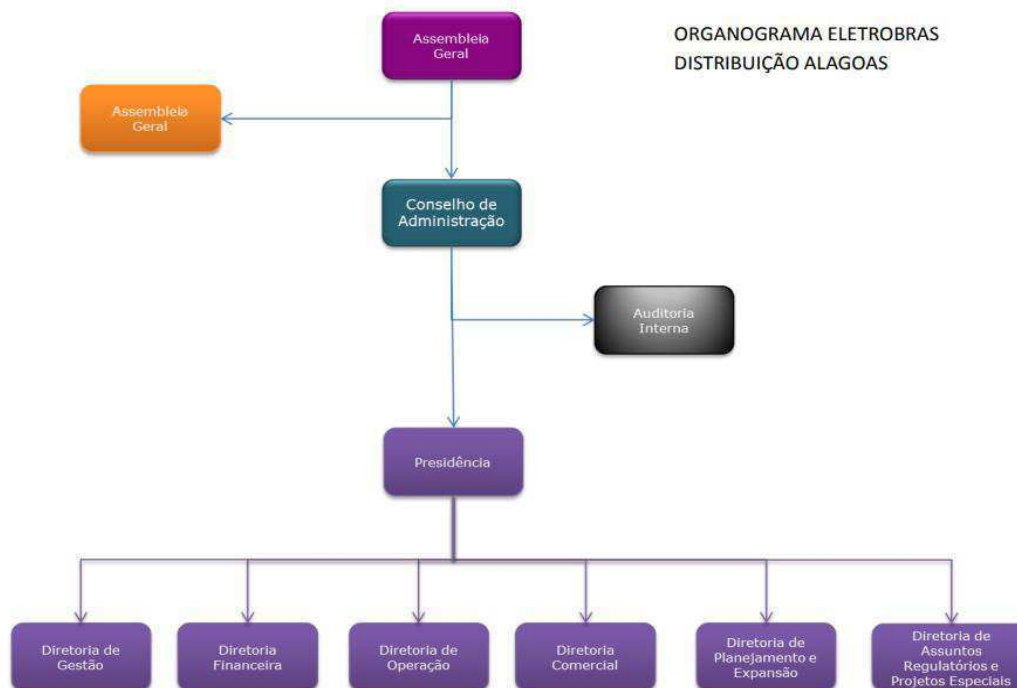 Assembleia
Geral
ORGANOGRAMA ELETROBRAS
DISTRIBUIÇÃO ALAGOAS
Assembleia
Geral
Conselho de
Administração
Auditoria
Interna
Presidência
Diretoria de
Gestão
Diretoria
Financeira
Diretoria de
Operação
Diretoria
Comercial
Diretoria de
Planejamento e
Expansão
Diretoria de
Assuntos
Regulatórios e
Projetos Especiais